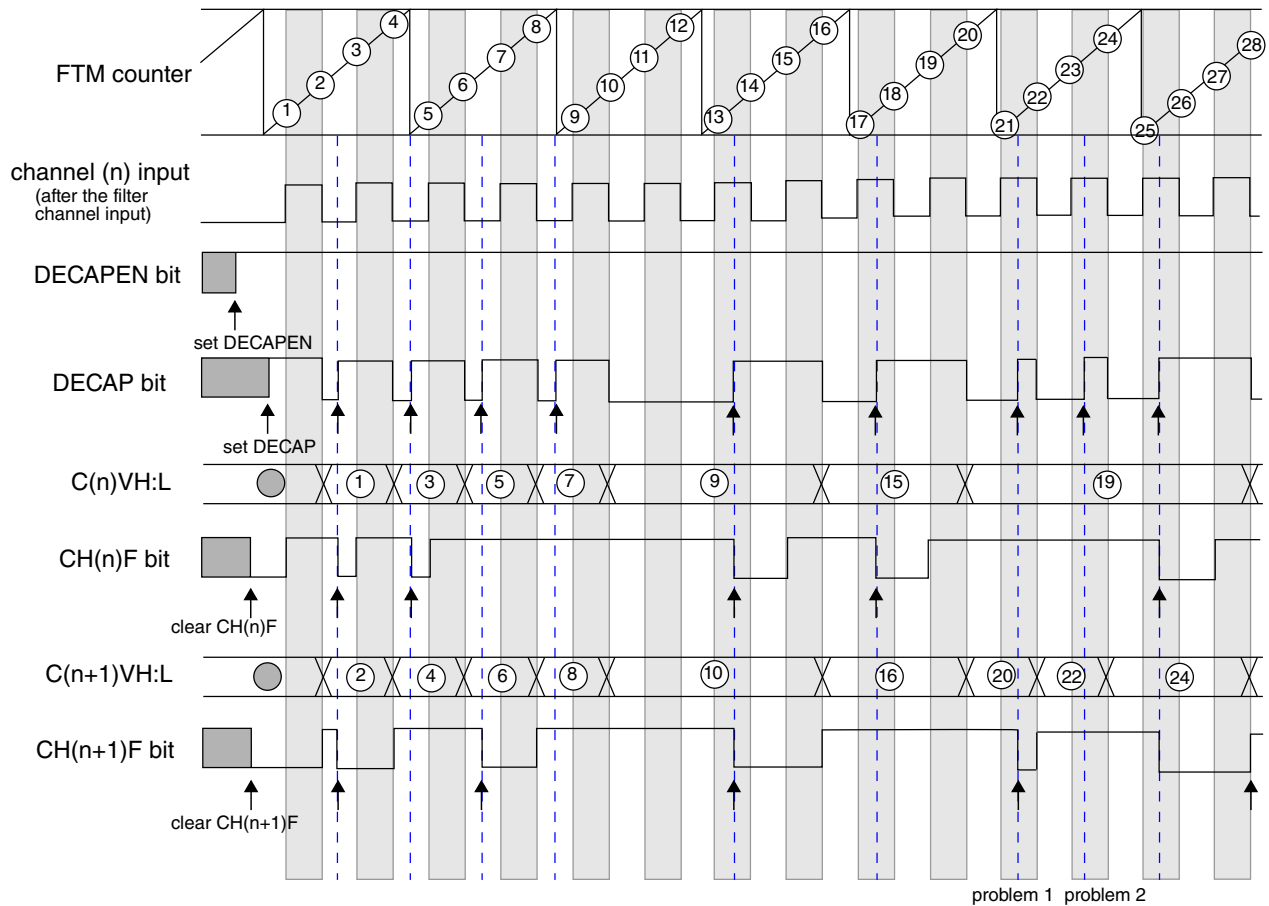 FTM counter
1 2 3 4 5 6 7 8 9 10 11 12 13 14 15 16 17 18 19 20 21 22 23 24 25 26 27 28
channel (n) input
(after the filter
channel input)
DECAPEN bit
set DECAPEN
DECAP bit
set DECAP
C(n)VH:L
1 3 5 7 9 15 19
CH(n)F bit
clear CH(n)F
C(n+1)VH:L
2 4 6 8 10 16 20 22 24
CH(n+1)F bit
clear CH(n+1)F
problem 1 problem 2